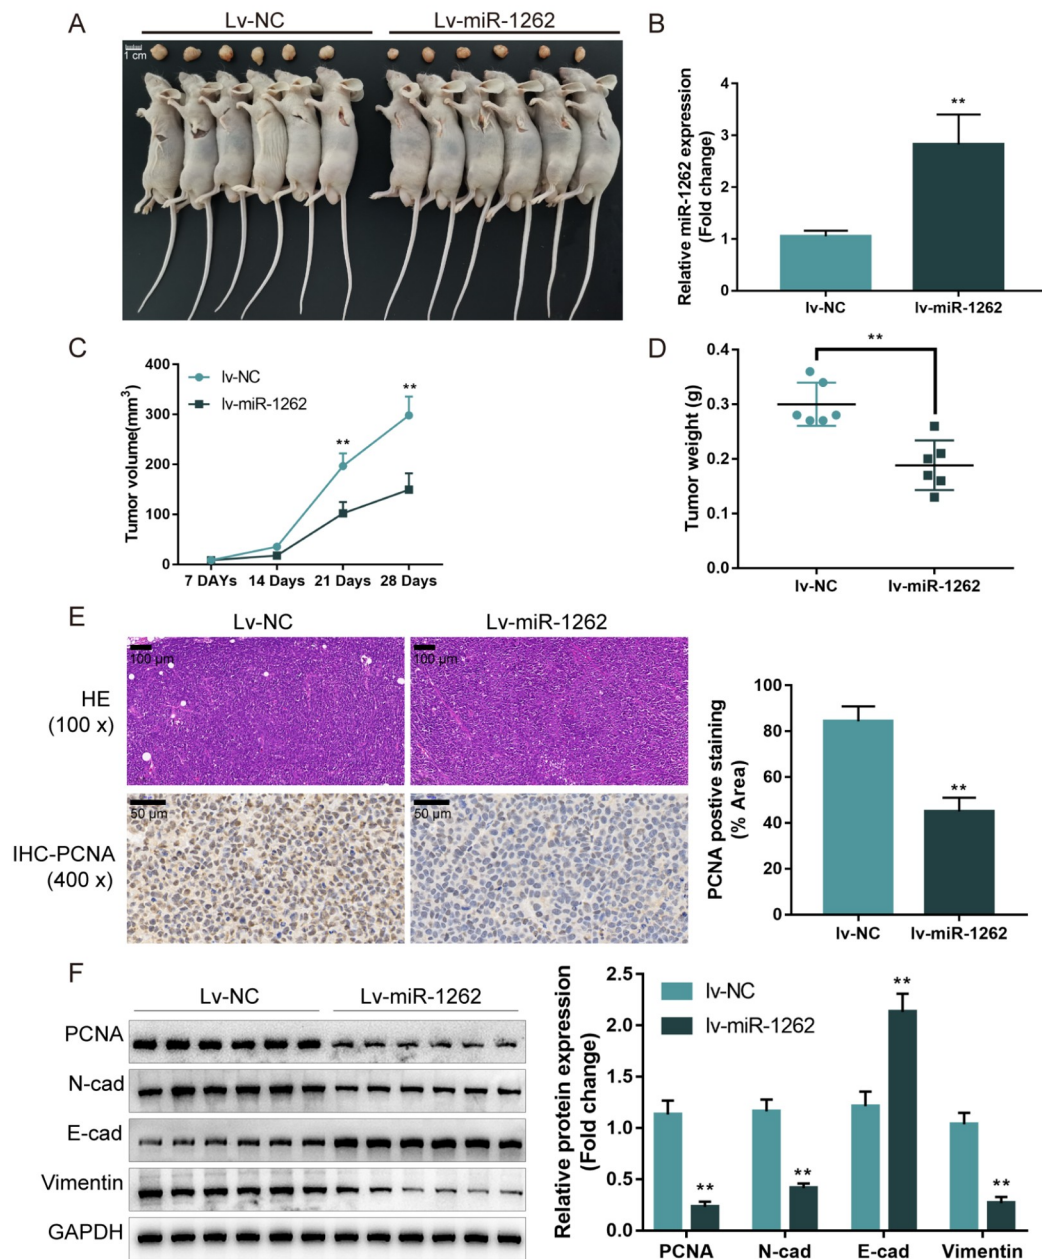 A
Lv-NC
Lv-miR-1262
1 cm
B
Relative miR-1262 expression
(Fold change)
4
3
2
1
0
**
lv-NC
lv-miR-1262
C
Tumor volume(mm³)
400
300
200
100
0
lv-NC
lv-miR-1262
**
**
7 DAYs
14 Days
21 Days
28 Days
D
Tumor weight (g)
0.4
0.3
0.2
0.1
0.0
**
lv-NC
lv-miR-1262
E
Lv-NC
Lv-miR-1262
HE
(100 x)
100 µm
100 µm
IHC-PCNA
(400 x)
50 µm
50 µm
PCNA postive staining
(% Area)
100
80
60
40
20
0
**
lv-NC
lv-miR-1262
F
Lv-NC
Lv-miR-1262
PCNA
N-cad
E-cad
Vimentin
GAPDH
Relative protein expression
(Fold change)
2.5
2.0
1.5
1.0
0.5
0.0
lv-NC
lv-miR-1262
**
**
**
**
PCNA
N-cad
E-cad
Vimentin